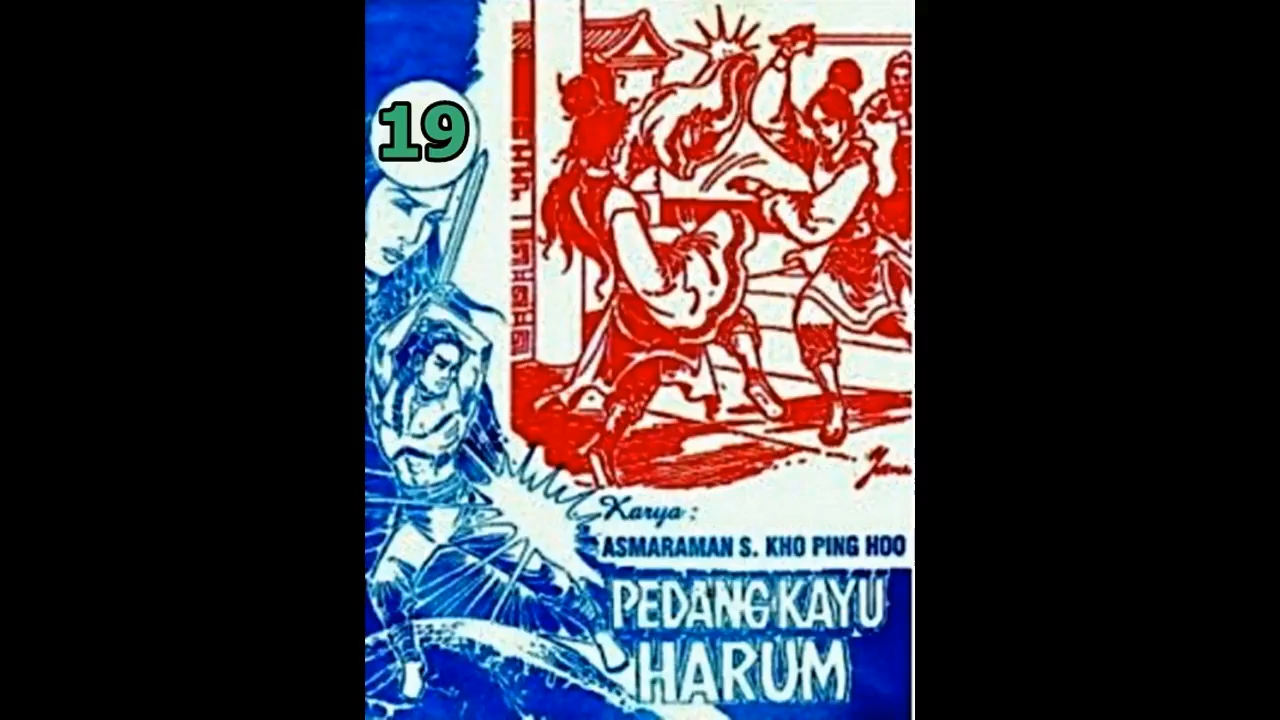 19
Karya :
ASMARAMAN S. KHO PING HOO
PEDANG KAYU
HARUM